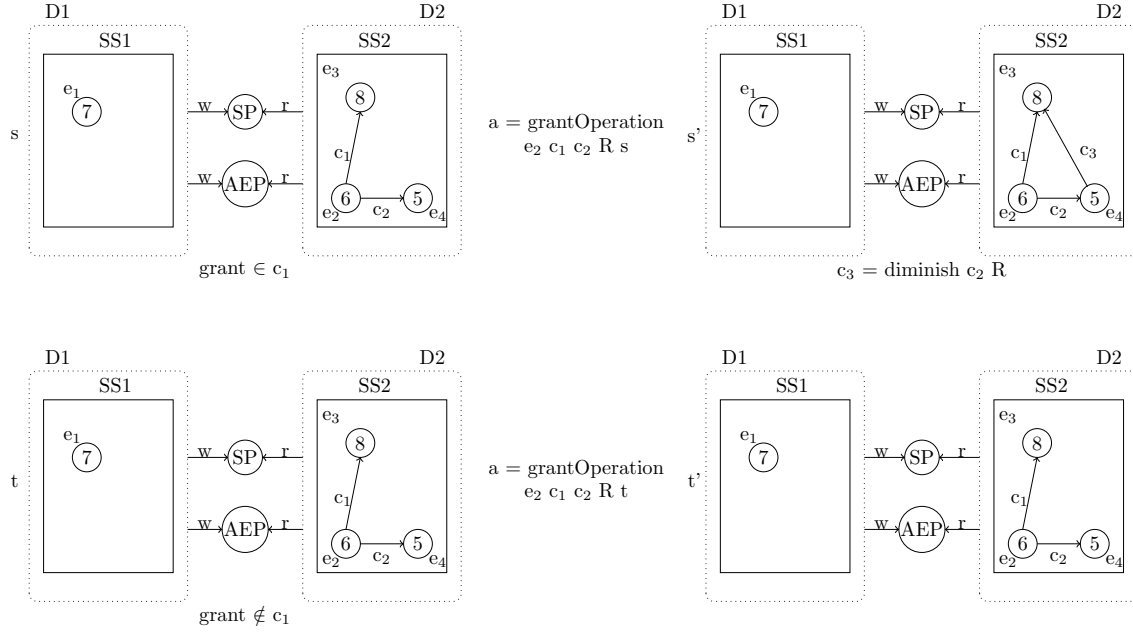 D1 D2 D1 D2
SS1 SS2 SS1 SS2
e3 e3
e1 8 e1 8
7 w SP r 7 w SP r
s a = grantOperation s'
e2 c1 c2 R s
c1 c1 c3
w AEP r w AEP r
6 5 6 5
e2 c2 e4 e2 c2 e4
grant ∈ c1 c3 = diminish c2 R
D1 D2 D1 D2
SS1 SS2 SS1 SS2
e3 e3
e1 8 e1 8
7 w SP r 7 w SP r
t a = grantOperation t'
e2 c1 c2 R t
c1 c1
w AEP r w AEP r
6 5 6 5
e2 c2 e4 e2 c2 e4
grant ∉ c1